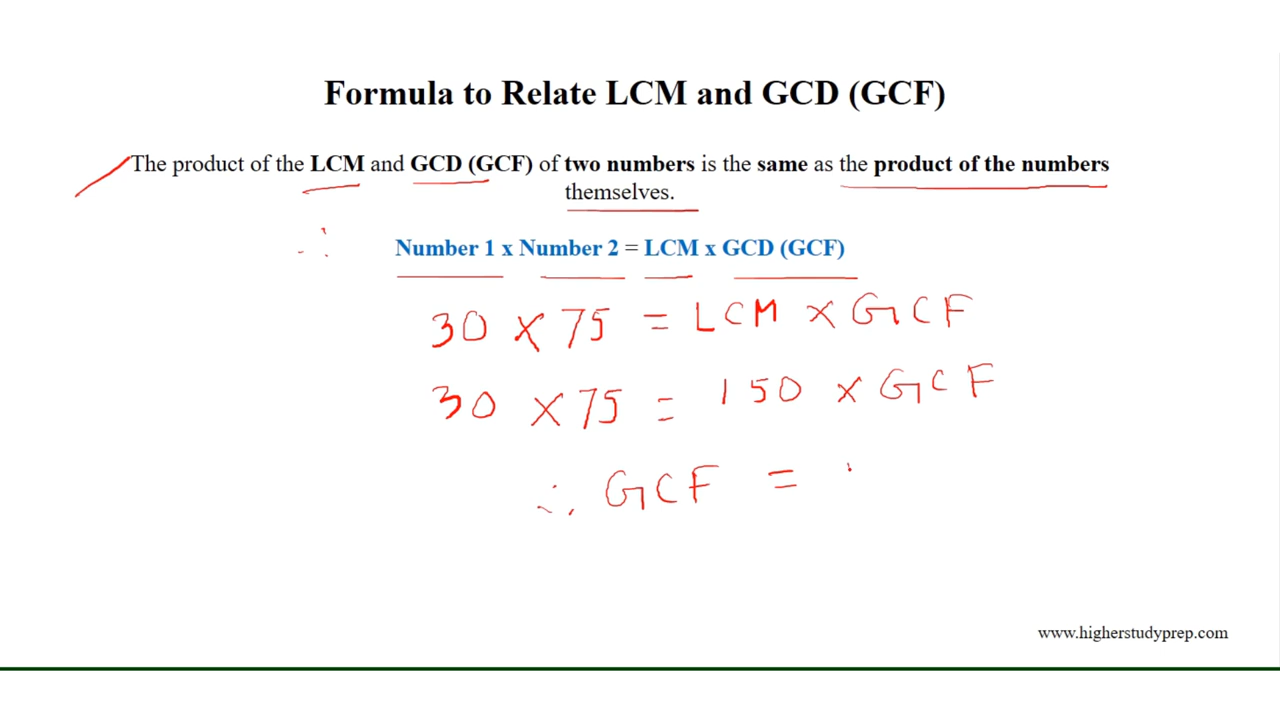 Formula to Relate LCM and GCD (GCF)
The product of the LCM and GCD (GCF) of two numbers is the same as the product of the numbers
themselves.
∴ Number 1 x Number 2 = LCM x GCD (GCF)
30 × 75 = LCM × GCF
30 × 75 = 150 × GCF
∴ GCF =
www.higherstudyprep.com